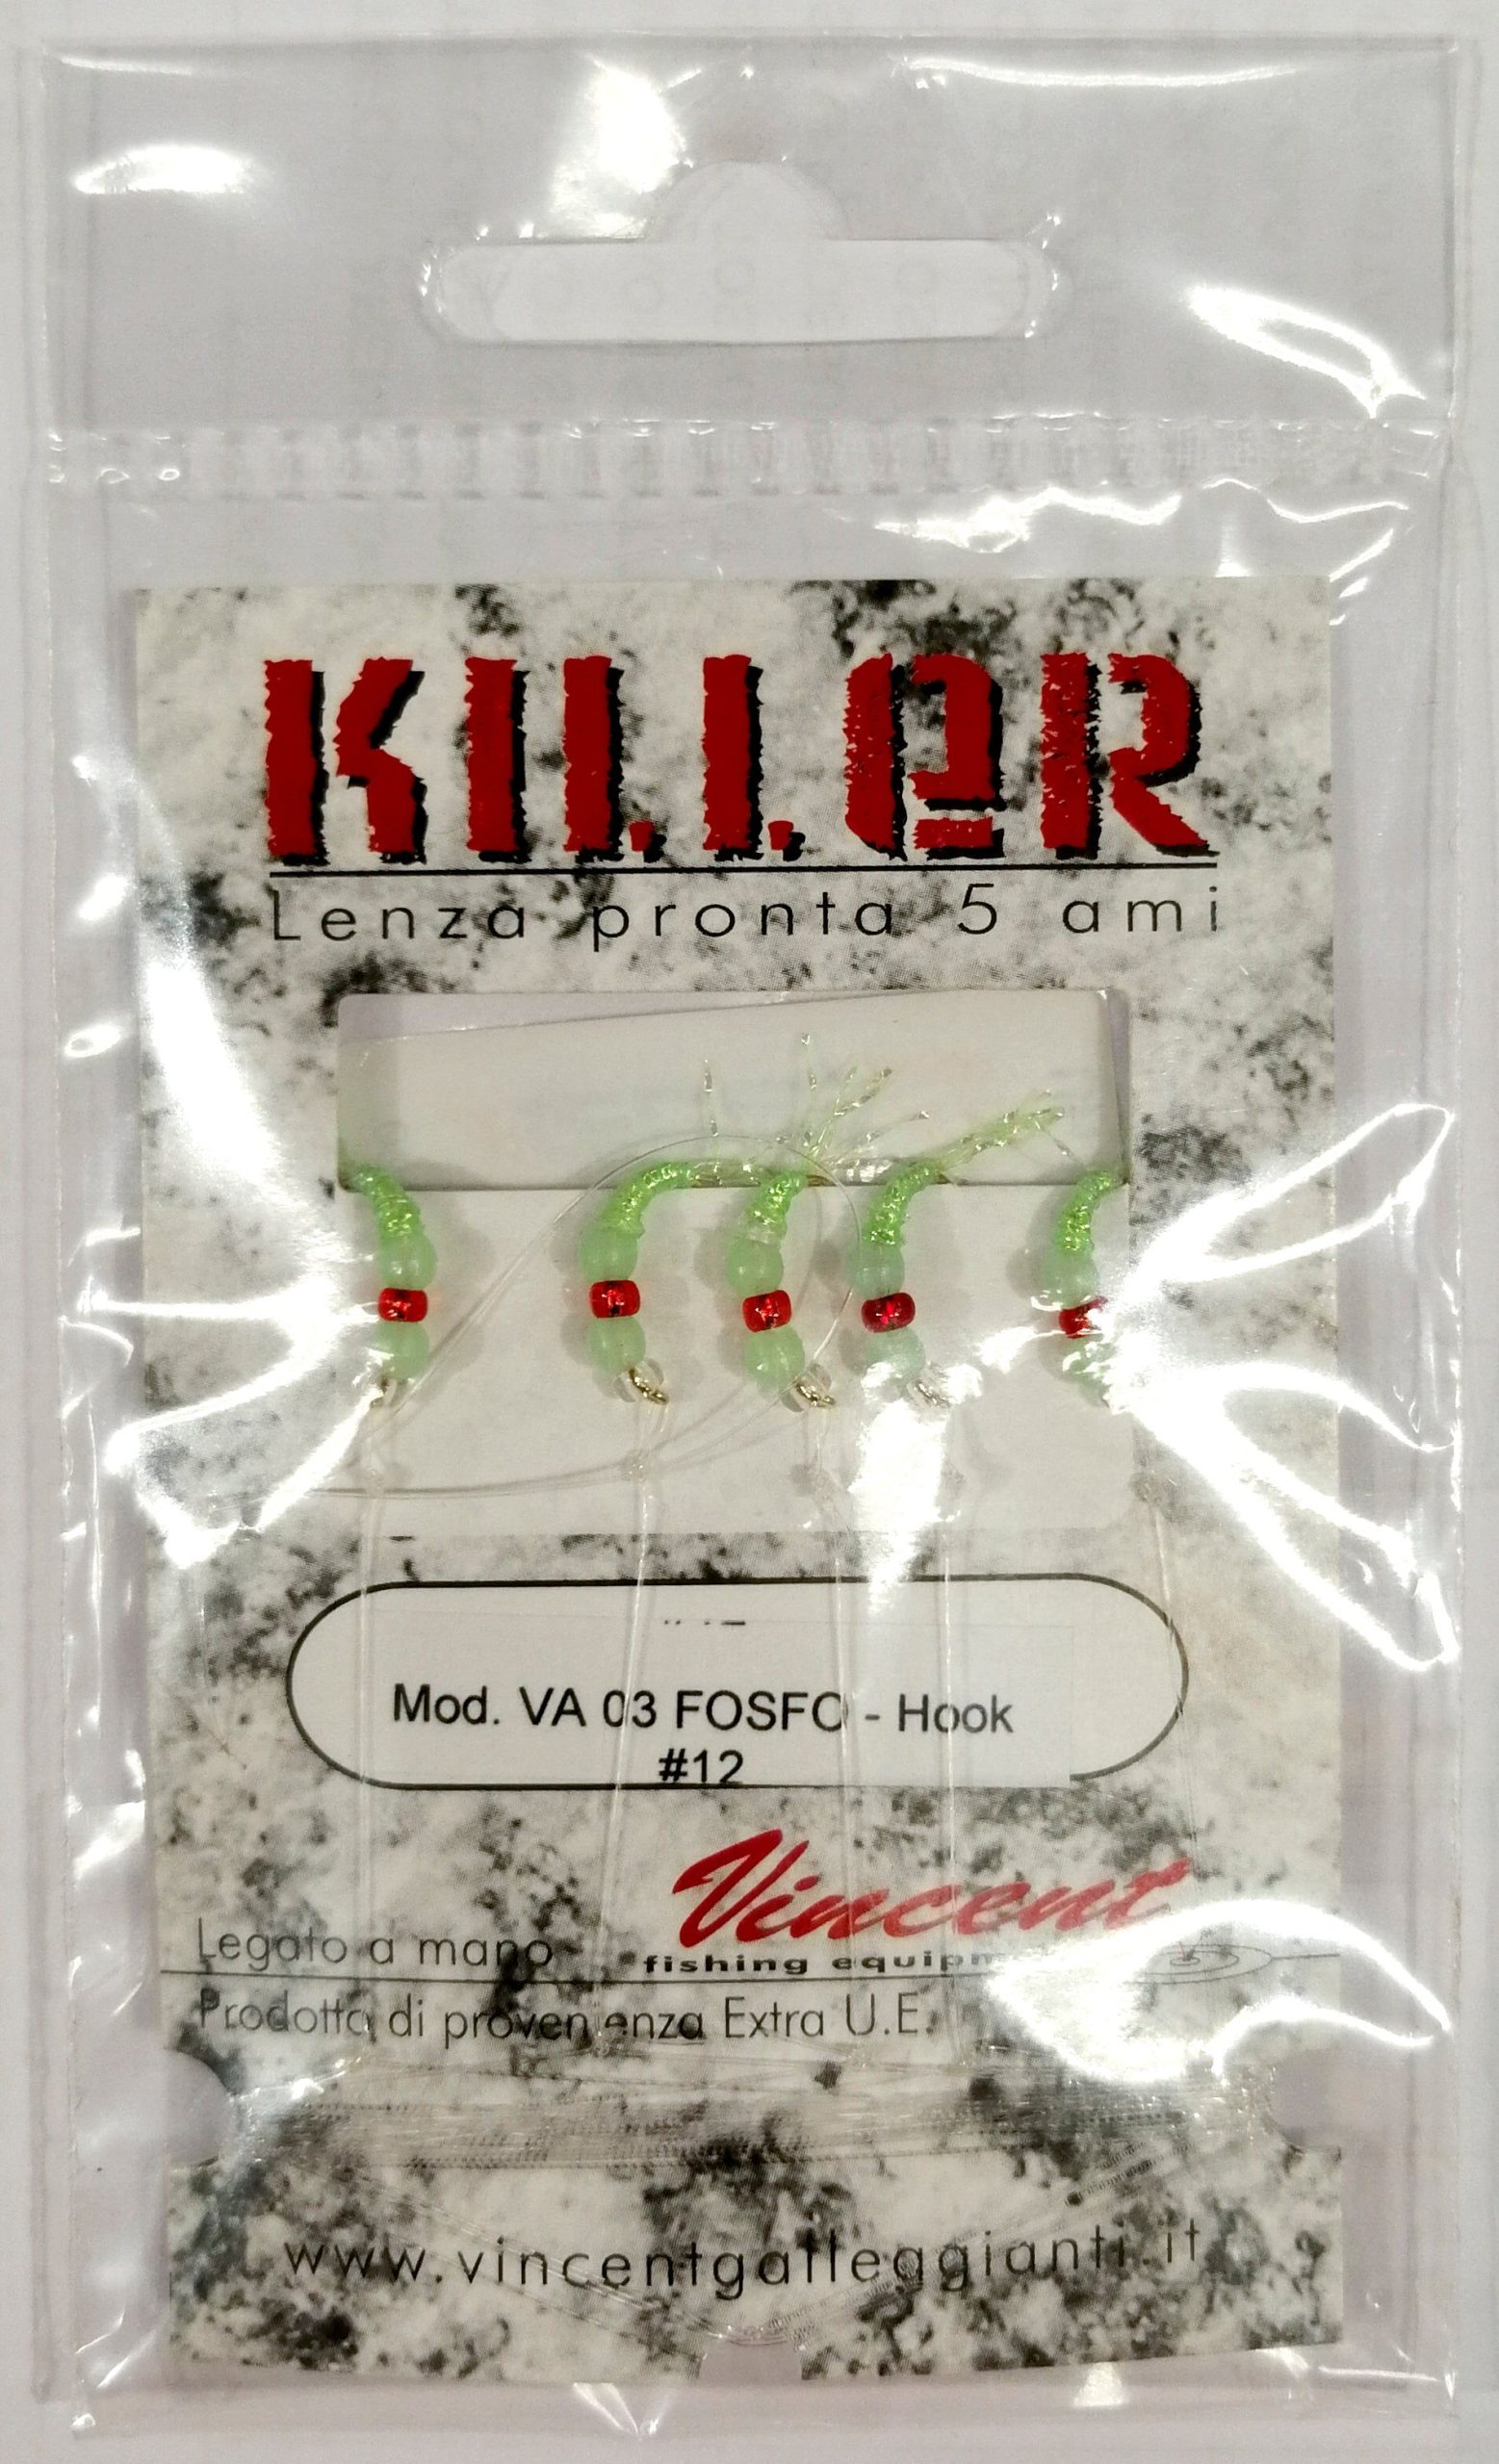 KILLER
Lenza pronta 5 ami
Mod. VA 03 FOSFO - Hook
#12
Vincent
fishing
Legato a mano
Prodotto di provenienza Extra U.E.
www.vincentgalleggianti.it